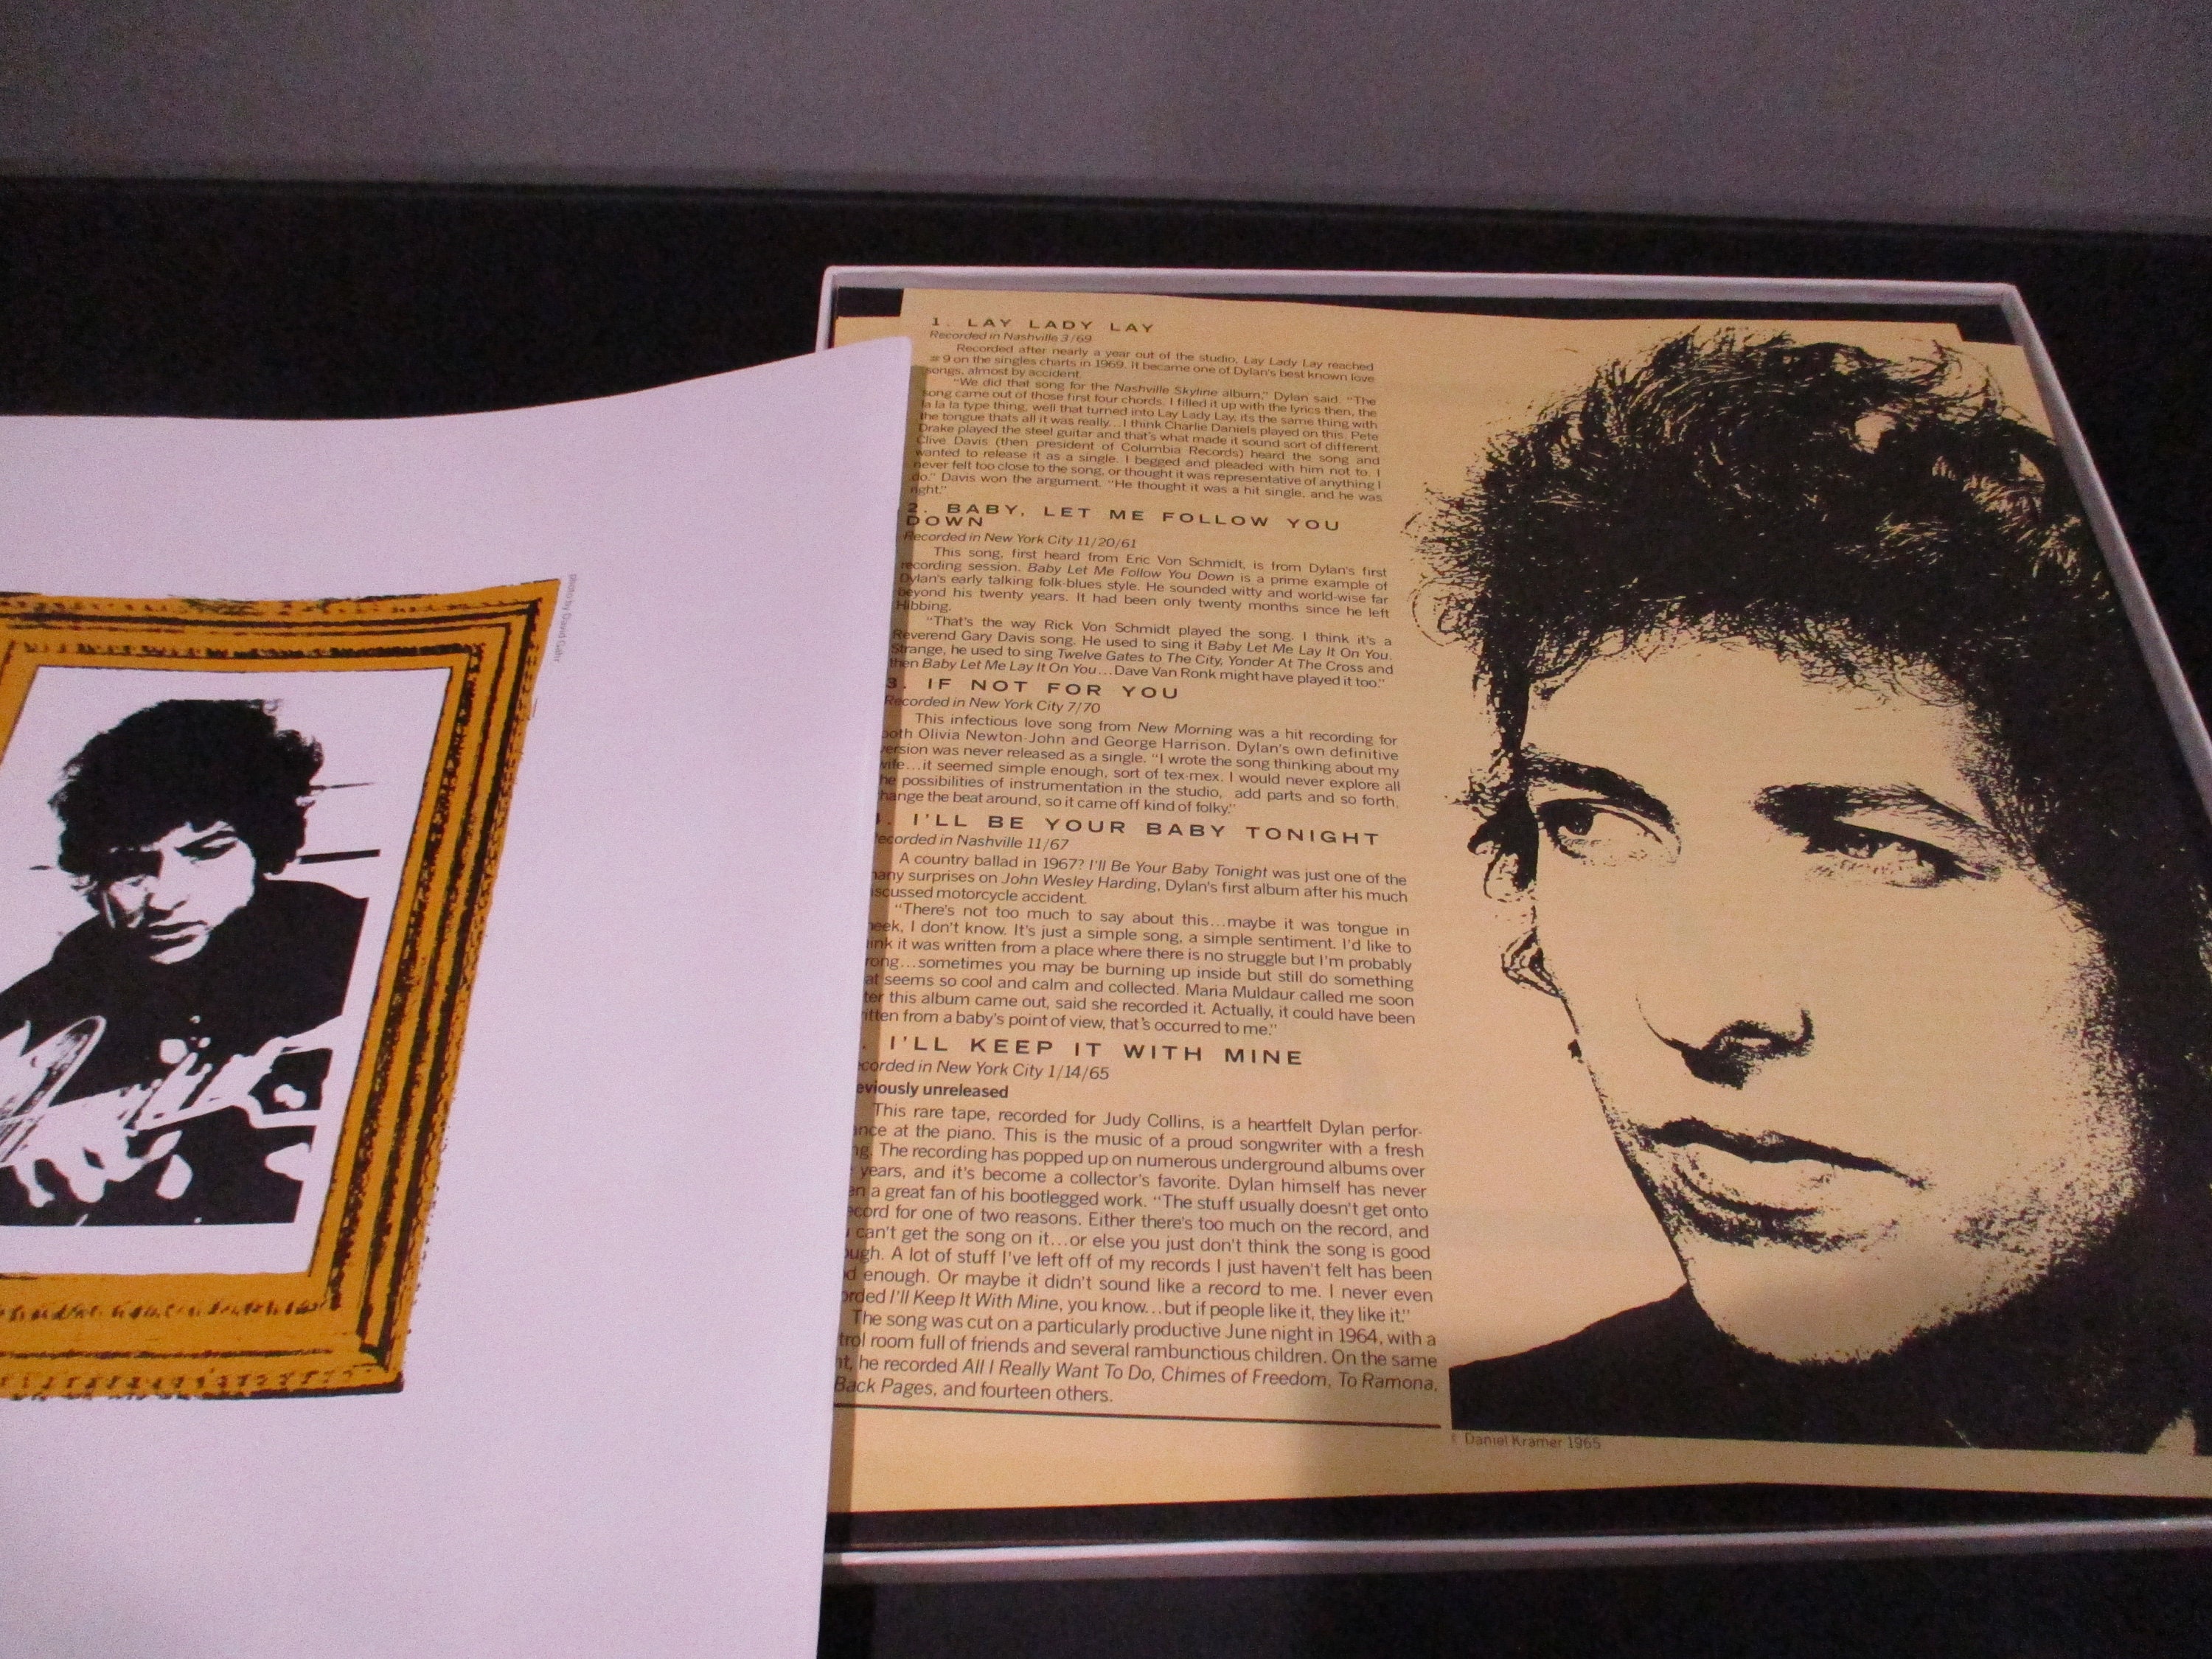 Photo by David Gahr
1. LAY LADY LAY
Recorded in Nashville 3/69
Recorded after nearly a year out of the studio, Lay Lady Lay reached
#9 on the singles charts in 1969. It became one of Dylan's best known love
songs, almost by accident.
"We did that song for the Nashville Skyline album," Dylan said. "The
song came out of those first four chords. I filled it up with the lyrics then, the
la la la type thing, well that turned into Lay Lady Lay, its the same thing with
the tongue thats all it was really...I think Charlie Daniels played on this. Pete
Drake played the steel guitar and that's what made it sound sort of different.
Clive Davis (then president of Columbia Records) heard the song and
wanted to release it as a single. I begged and pleaded with him not to. I
never felt too close to the song, or thought it was representative of anything I
do." Davis won the argument. "He thought it was a hit single, and he was
right."
2. BABY, LET ME FOLLOW YOU
DOWN
Recorded in New York City 11/20/61
This song, first heard from Eric Von Schmidt, is from Dylan's first
recording session. Baby Let Me Follow You Down is a prime example of
Dylan's early talking folk-blues style. He sounded witty and world-wise far
beyond his twenty years. It had been only twenty months since he left
Hibbing.
"That's the way Rick Von Schmidt played the song. I think it's a
Reverend Gary Davis song. He used to sing it Baby Let Me Lay It On You.
Strange, he used to sing Twelve Gates to The City, Yonder At The Cross and
then Baby Let Me Lay It On You...Dave Van Ronk might have played it too."
3. IF NOT FOR YOU
Recorded in New York City 7/70
This infectious love song from New Morning was a hit recording for
both Olivia Newton-John and George Harrison. Dylan's own definitive
version was never released as a single. "I wrote the song thinking about my
wife...it seemed simple enough, sort of tex-mex. I would never explore all
the possibilities of instrumentation in the studio, add parts and so forth,
change the beat around, so it came off kind of folky."
. I'LL BE YOUR BABY TONIGHT
ecorded in Nashville 11/67
A country ballad in 1967? I'll Be Your Baby Tonight was just one of the
any surprises on John Wesley Harding, Dylan's first album after his much
iscussed motorcycle accident.
"There's not too much to say about this...maybe it was tongue in
eek, I don't know. It's just a simple song, a simple sentiment. I'd like to
ink it was written from a place where there is no struggle but I'm probably
rong...sometimes you may be burning up inside but still do something
at seems so cool and calm and collected. Maria Muldaur called me soon
ter this album came out, said she recorded it. Actually, it could have been
itten from a baby's point of view, that's occurred to me."
. I'LL KEEP IT WITH MINE
corded in New York City 1/14/65
eviously unreleased
This rare tape, recorded for Judy Collins, is a heartfelt Dylan perfor-
nce at the piano. This is the music of a proud songwriter with a fresh
g. The recording has popped up on numerous underground albums over
years, and it's become a collector's favorite. Dylan himself has never
en a great fan of his bootlegged work. "The stuff usually doesn't get onto
ecord for one of two reasons. Either there's too much on the record, and
can't get the song on it...or else you just don't think the song is good
ough. A lot of stuff I've left off of my records I just haven't felt has been
d enough. Or maybe it didn't sound like a record to me. I never even
orded I'll Keep It With Mine, you know...but if people like it, they like it."
The song was cut on a particularly productive June night in 1964, with a
trol room full of friends and several rambunctious children. On the same
t, he recorded All I Really Want To Do, Chimes of Freedom, To Ramona,
Back Pages, and fourteen others.
© Daniel Kramer 1965